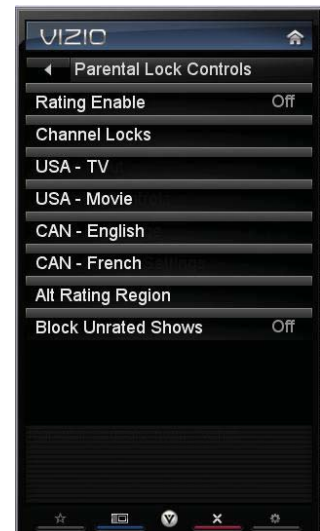 VIZIO
Parental Lock Controls
Rating Enable Off
Channel Locks
USA - TV
USA - Movie
CAN - English
CAN - French
Alt Rating Region
Block Unrated Shows Off
V